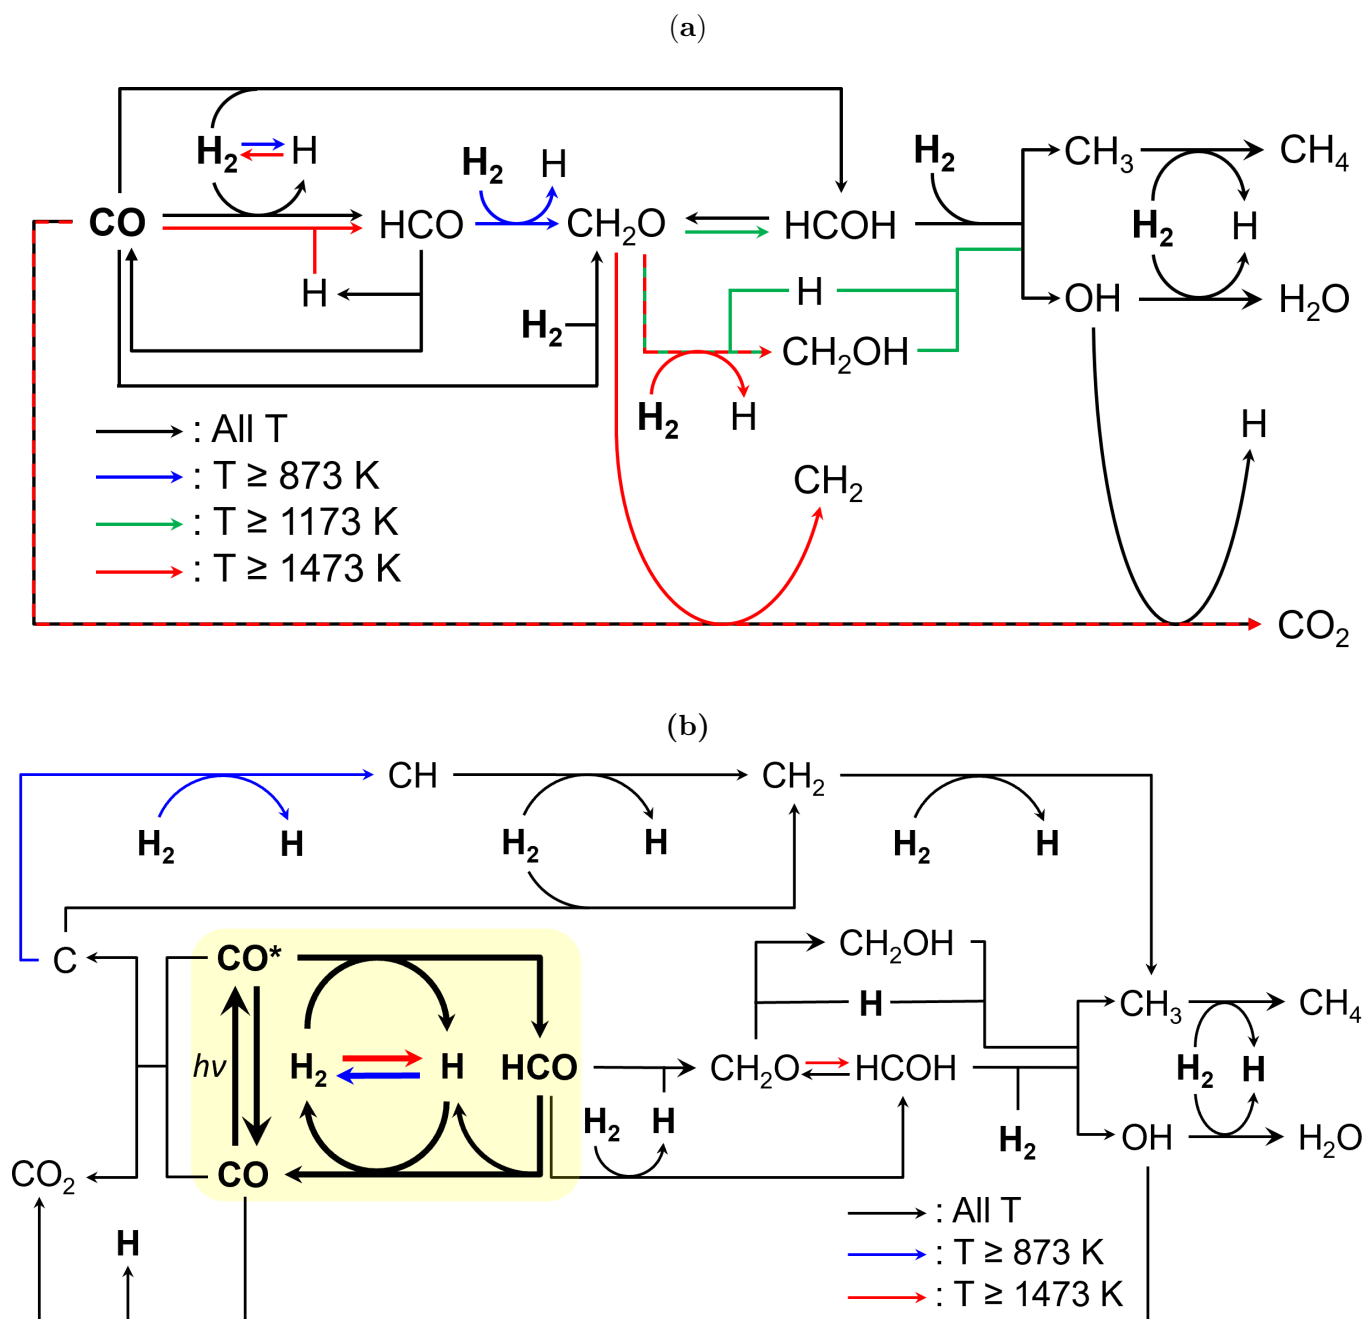 (a)
H₂ H H₂ H H₂ CH₃ CH₄
CO HCO CH₂O HCOH H₂ H
H H₂ H CH₂OH OH H₂O
H₂ H H
: All T
: T ≥ 873 K CH₂
: T ≥ 1173 K
: T ≥ 1473 K
CO₂
(b)
CH CH₂
H₂ H H₂ H H₂ H
C CO* CH₂OH
H CH₃ CH₄
hν H₂ H HCO CH₂O HCOH H₂ H
H₂ H H₂ OH H₂O
CO₂ CO
H
: All T
: T ≥ 873 K
: T ≥ 1473 K